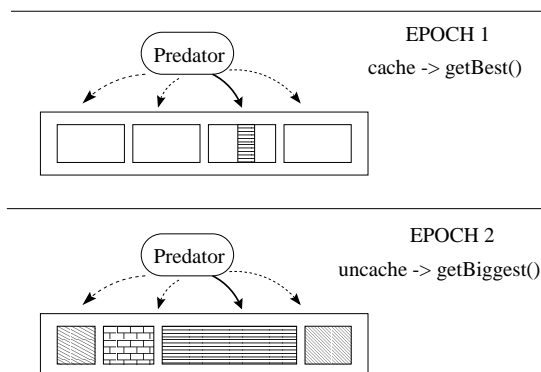 EPOCH 1
Predator
cache -> getBest()
EPOCH 2
Predator
uncache -> getBiggest()